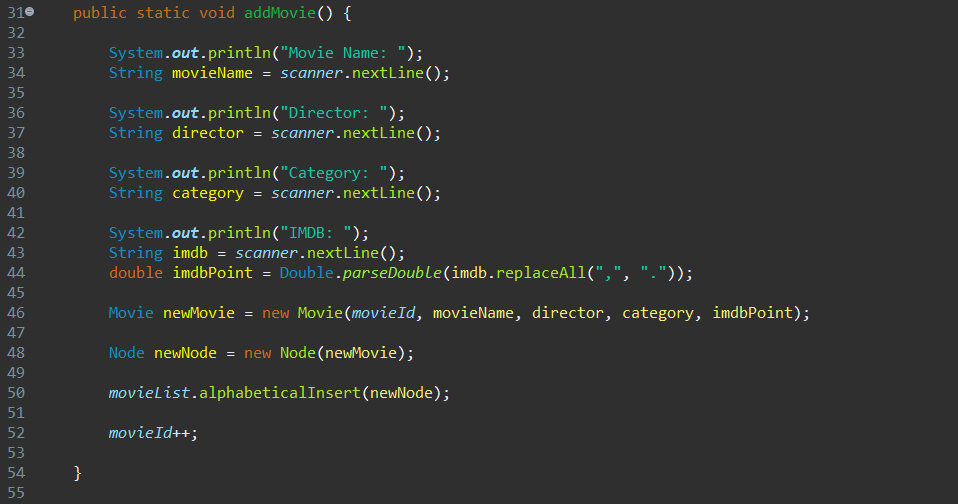 31 public static void addMovie() {
32
33 System.out.println("Movie Name: ");
34 String movieName = scanner.nextLine();
35
36 System.out.println("Director: ");
37 String director = scanner.nextLine();
38
39 System.out.println("Category: ");
40 String category = scanner.nextLine();
41
42 System.out.println("IMDB: ");
43 String imdb = scanner.nextLine();
44 double imdbPoint = Double.parseDouble(imdb.replaceAll(",", "."));
45
46 Movie newMovie = new Movie(movieId, movieName, director, category, imdbPoint);
47
48 Node newNode = new Node(newMovie);
49
50 movieList.alphabeticalInsert(newNode);
51
52 movieId++;
53
54 }
55